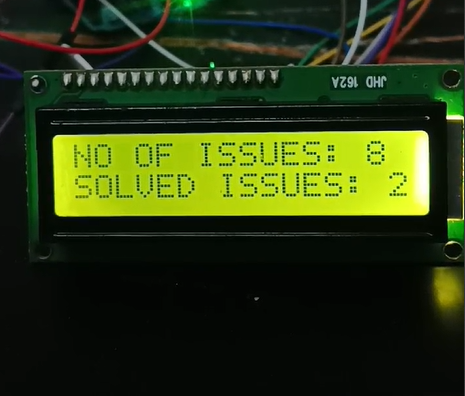 JHD 162A
NO OF ISSUES: 8
SOLVED ISSUES: 2